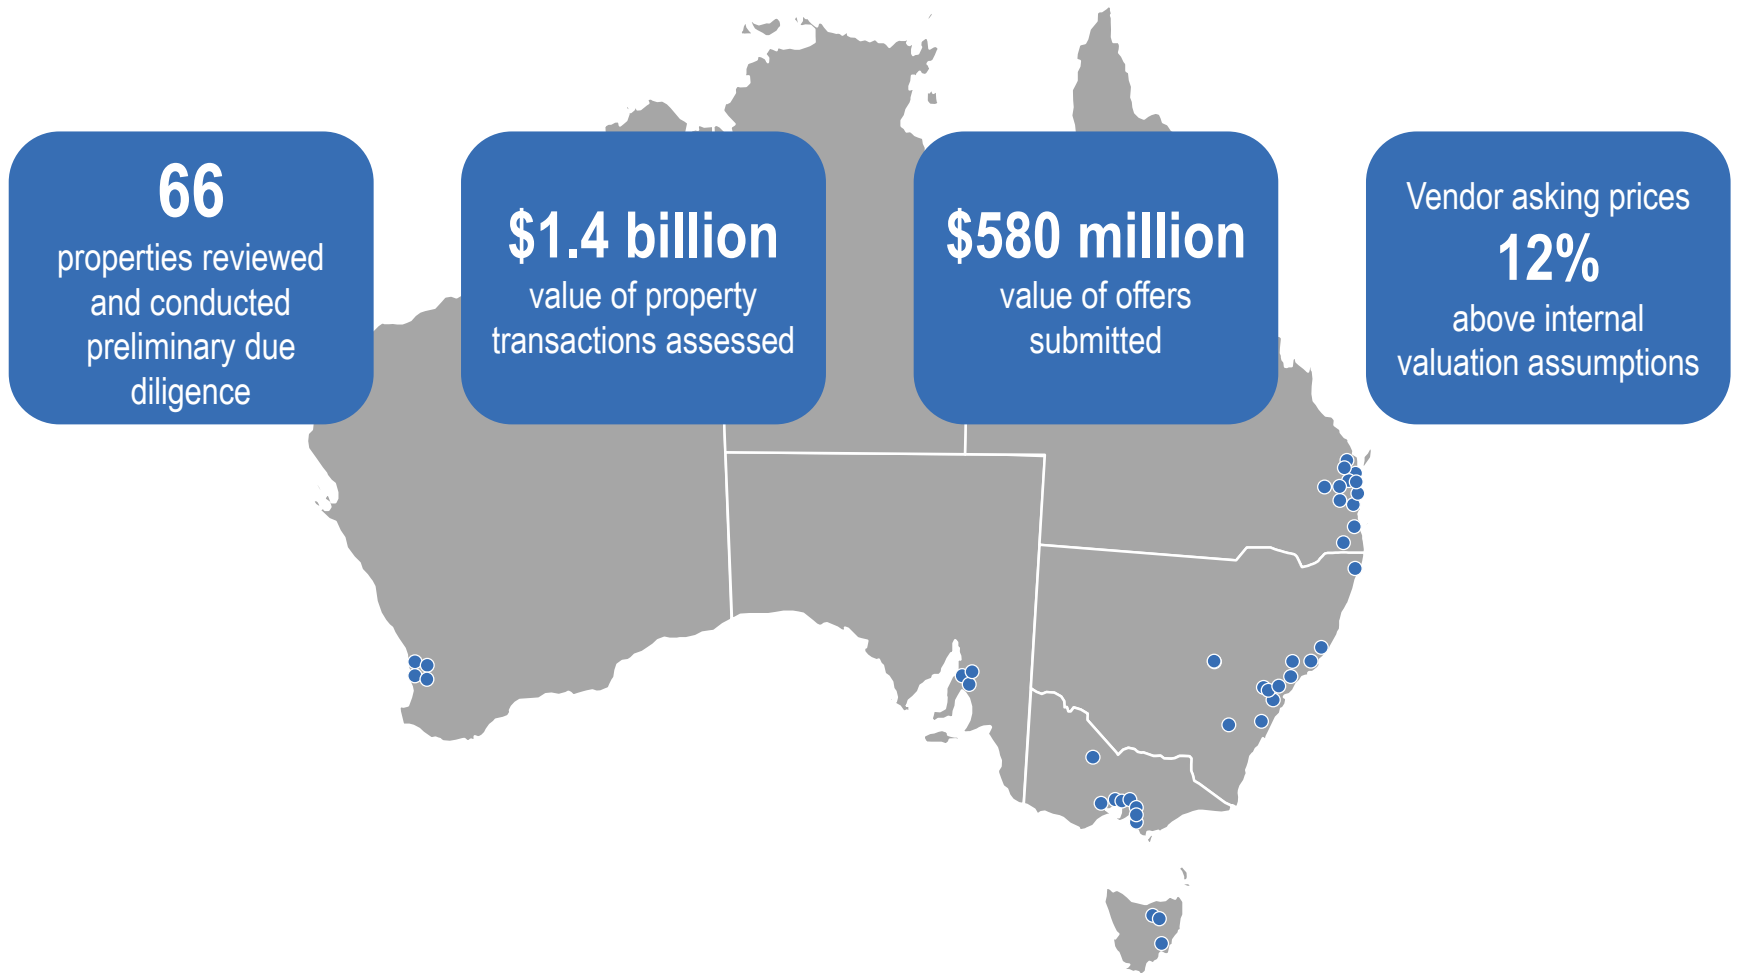 66
properties reviewed
and conducted
preliminary due
diligence
$1.4 billion
value of property
transactions assessed
$580 million
value of offers
submitted
Vendor asking prices
12%
above internal
valuation assumptions